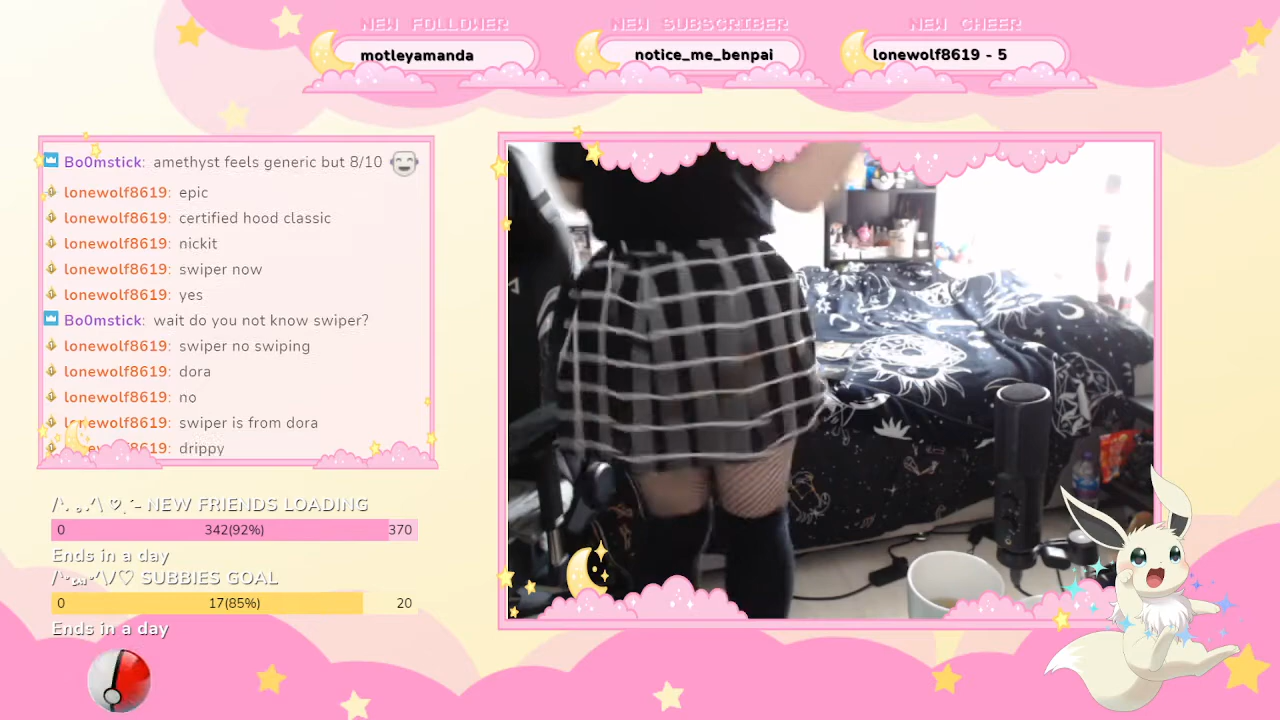 NEW FOLLOWER
NEW SUBSCRIBER
NEW CHEER
motleyamanda
notice_me_benpai
lonewolf8619 - 5
Bo0mstick: amethyst feels generic but 8/10
lonewolf8619: epic
lonewolf8619: certified hood classic
lonewolf8619: nickit
lonewolf8619: swiper now
lonewolf8619: yes
Bo0mstick: wait do you not know swiper?
lonewolf8619: swiper no swiping
lonewolf8619: dora
lonewolf8619: no
lonewolf8619: swiper is from dora
lonewolf8619: drippy
NEW FRIENDS LOADING
0 342(92%) 370
Ends in a day
SUBBIES GOAL
0 17(85%) 20
Ends in a day